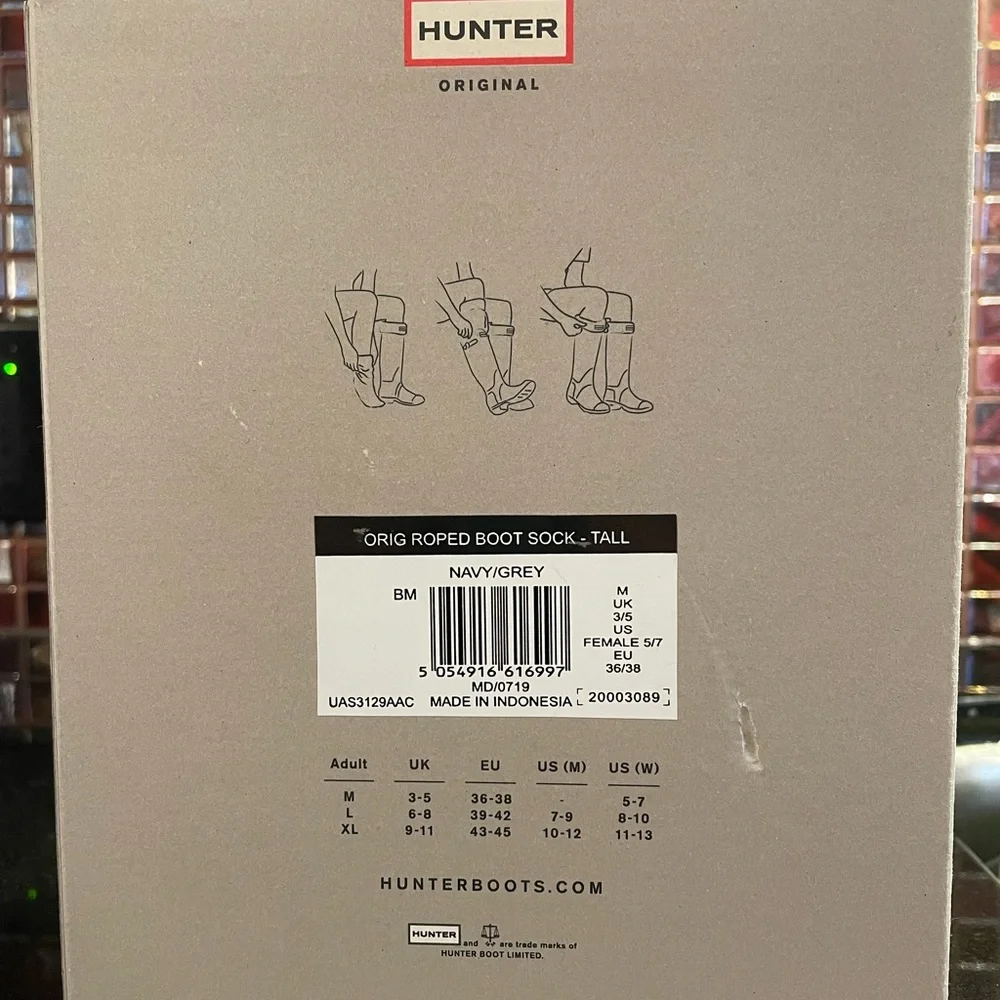 HUNTER
ORIGINAL
ORIG ROPED BOOT SOCK - TALL
NAVY/GREY
BM
M
UK
3/5
US
FEMALE 5/7
EU
36/38
5 054916 616997
MD/0719
UAS3129AAC MADE IN INDONESIA 20003089
Adult UK EU US (M) US (W)
M 3-5 36-38 - 5-7
L 6-8 39-42 7-9 8-10
XL 9-11 43-45 10-12 11-13
HUNTERBOOTS.COM
HUNTER and are trade marks of
HUNTER BOOT LIMITED.